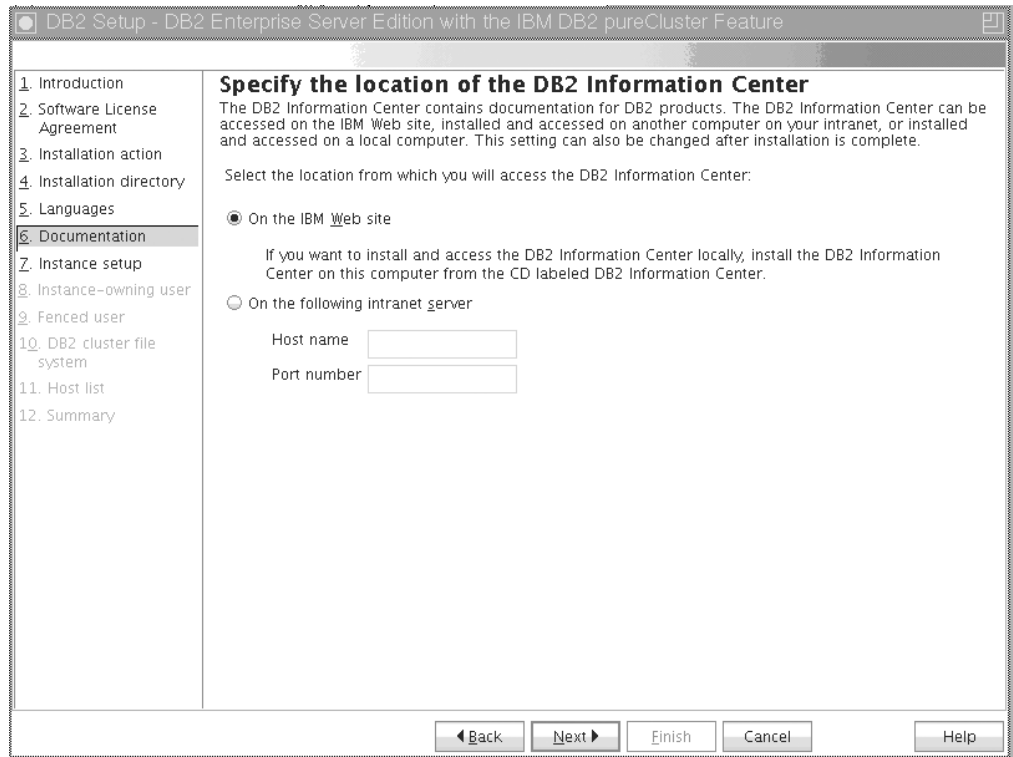 DB2 Setup - DB2 Enterprise Server Edition with the IBM DB2 pureCluster Feature
1. Introduction
2. Software License
Agreement
3. Installation action
4. Installation directory
5. Languages
6. Documentation
7. Instance setup
8. Instance-owning user
9. Fenced user
10. DB2 cluster file
system
11. Host list
12. Summary
Specify the location of the DB2 Information Center
The DB2 Information Center contains documentation for DB2 products. The DB2 Information Center can be
accessed on the IBM Web site, installed and accessed on another computer on your intranet, or installed
and accessed on a local computer. This setting can also be changed after installation is complete.
Select the location from which you will access the DB2 Information Center:
On the IBM Web site
If you want to install and access the DB2 Information Center locally, install the DB2 Information
Center on this computer from the CD labeled DB2 Information Center.
On the following intranet server
Host name
Port number
Back
Next
Finish
Cancel
Help